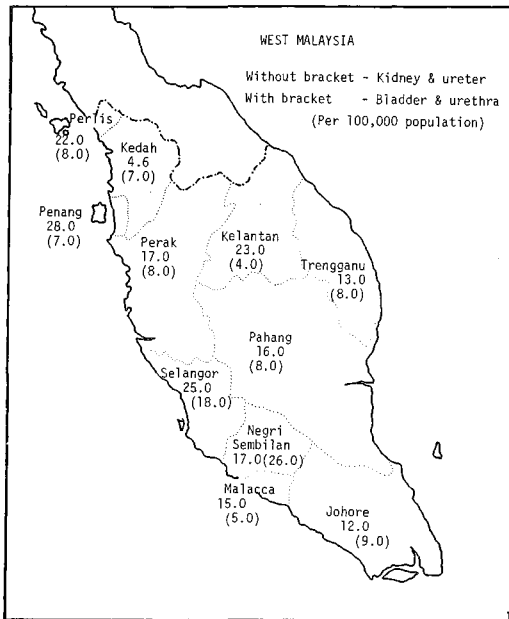 WEST MALAYSIA
Without bracket - Kidney & ureter
With bracket - Bladder & urethra
(Per 100,000 population)
Perlis
22.0
(8.0)
Kedah
4.6
(7.0)
Penang
28.0
(7.0)
Perak
17.0
(8.0)
Kelantan
23.0
(4.0)
Trengganu
13.0
(8.0)
Pahang
16.0
(8.0)
Selangor
25.0
(18.0)
Negri
Sembilan
17.0(26.0)
Malacca
15.0
(5.0)
Johore
12.0
(9.0)